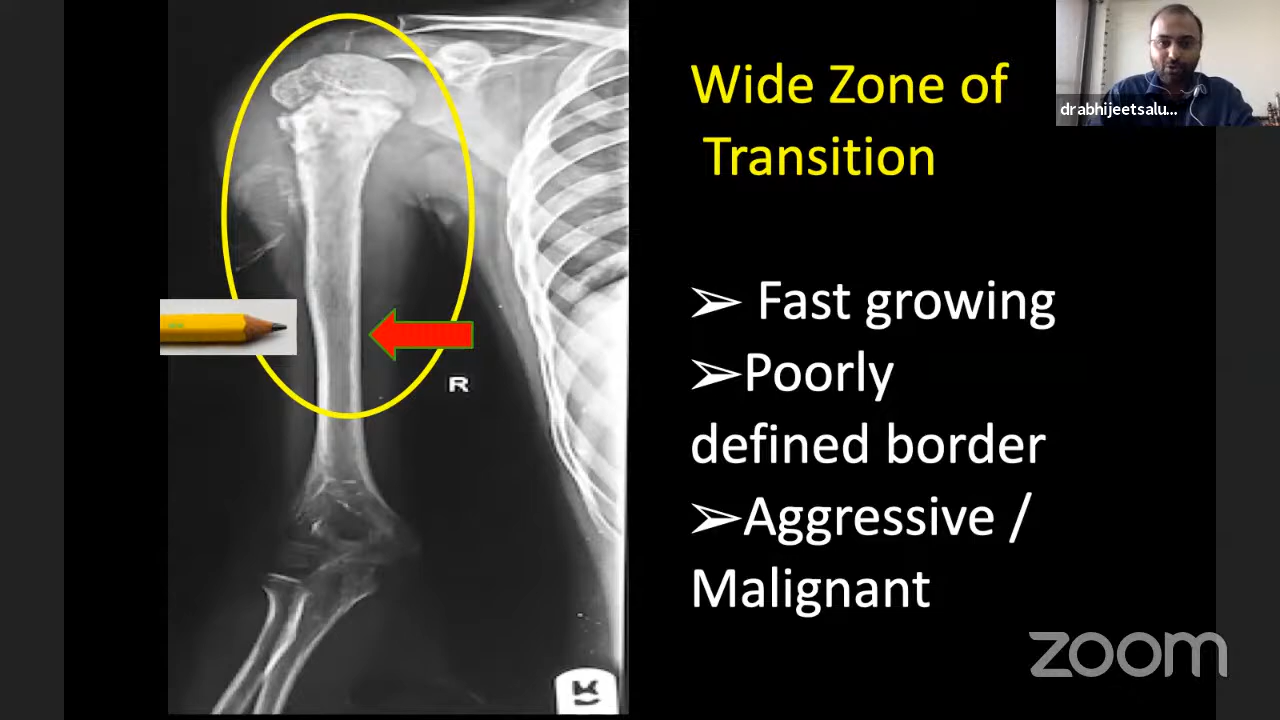 Wide Zone of
Transition
drabhijeetsalu...
➢ Fast growing
➢Poorly
defined border
➢Aggressive /
Malignant
R
zoom